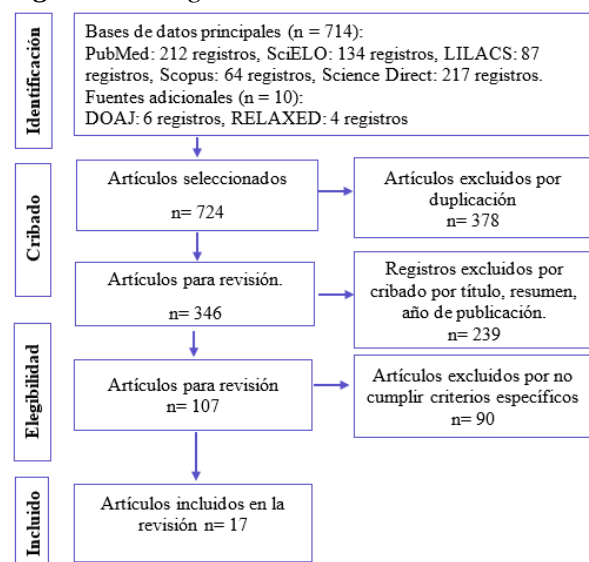 Identificación
Bases de datos principales (n = 714):
PubMed: 212 registros, SciELO: 134 registros, LILACS: 87
registros, Scopus: 64 registros, Science Direct: 217 registros.
Fuentes adicionales (n = 10):
DOAJ: 6 registros, RELAXED: 4 registros
Cribado
Artículos seleccionados
n= 724
Artículos excluidos por
duplicación
n= 378
Artículos para revisión.
n= 346
Registros excluidos por
cribado por título, resumen,
año de publicación.
n= 239
Elegibilidad
Artículos para revisión
n= 107
Artículos excluidos por no
cumplir criterios específicos
n= 90
Incluido
Artículos incluidos en la
revisión n= 17